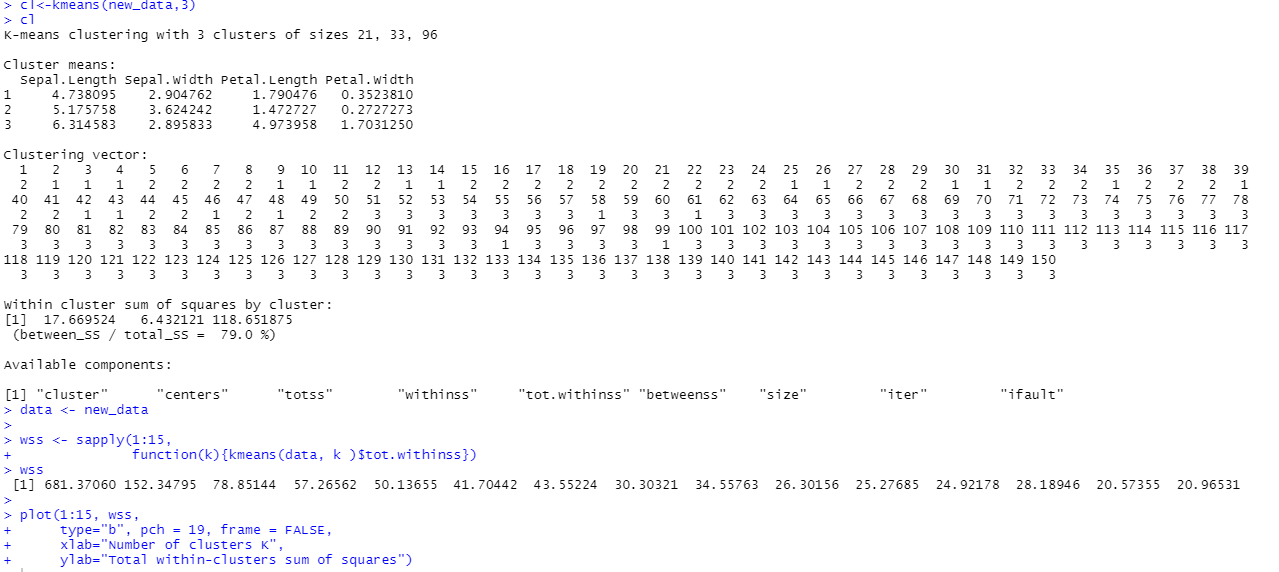 > cl<-kmeans(new_data,3)
> cl
K-means clustering with 3 clusters of sizes 21, 33, 96
Cluster means:
  Sepal.Length Sepal.Width Petal.Length Petal.Width
1     4.738095    2.904762     1.790476   0.3523810
2     5.175758    3.624242     1.472727   0.2727273
3     6.314583    2.895833     4.973958   1.7031250
Clustering vector:
  1   2   3   4   5   6   7   8   9  10  11  12  13  14  15  16  17  18  19  20  21  22  23  24  25  26  27  28  29  30  31  32  33  34  35  36  37  38  39
  2   1   1   1   2   2   2   2   1   1   2   2   1   1   2   2   2   2   2   2   2   2   2   2   1   1   2   2   2   1   1   2   2   2   1   2   2   2   1
 40  41  42  43  44  45  46  47  48  49  50  51  52  53  54  55  56  57  58  59  60  61  62  63  64  65  66  67  68  69  70  71  72  73  74  75  76  77  78
  2   2   1   1   2   2   1   2   1   2   2   3   3   3   3   3   3   3   1   3   3   1   3   3   3   3   3   3   3   3   3   3   3   3   3   3   3   3   3
 79  80  81  82  83  84  85  86  87  88  89  90  91  92  93  94  95  96  97  98  99 100 101 102 103 104 105 106 107 108 109 110 111 112 113 114 115 116 117
  3   3   3   3   3   3   3   3   3   3   3   3   3   3   3   1   3   3   3   3   1   3   3   3   3   3   3   3   3   3   3   3   3   3   3   3   3   3   3
118 119 120 121 122 123 124 125 126 127 128 129 130 131 132 133 134 135 136 137 138 139 140 141 142 143 144 145 146 147 148 149 150
  3   3   3   3   3   3   3   3   3   3   3   3   3   3   3   3   3   3   3   3   3   3   3   3   3   3   3   3   3   3   3   3   3
Within cluster sum of squares by cluster:
[1]  17.669524   6.432121 118.651875
 (between_SS / total_SS =  79.0 %)
Available components:
[1] "cluster"      "centers"      "totss"        "withinss"     "tot.withinss" "betweenss"    "size"         "iter"         "ifault"
> data <- new_data
>
> wss <- sapply(1:15,
+               function(k){kmeans(data, k )$tot.withinss})
> wss
 [1] 681.37060 152.34795  78.85144  57.26562  50.13655  41.70442  43.55224  30.30321  34.55763  26.30156  25.27685  24.92178  28.18946  20.57355  20.96531
>
> plot(1:15, wss,
+      type="b", pch = 19, frame = FALSE,
+      xlab="Number of clusters K",
+      ylab="Total within-clusters sum of squares")